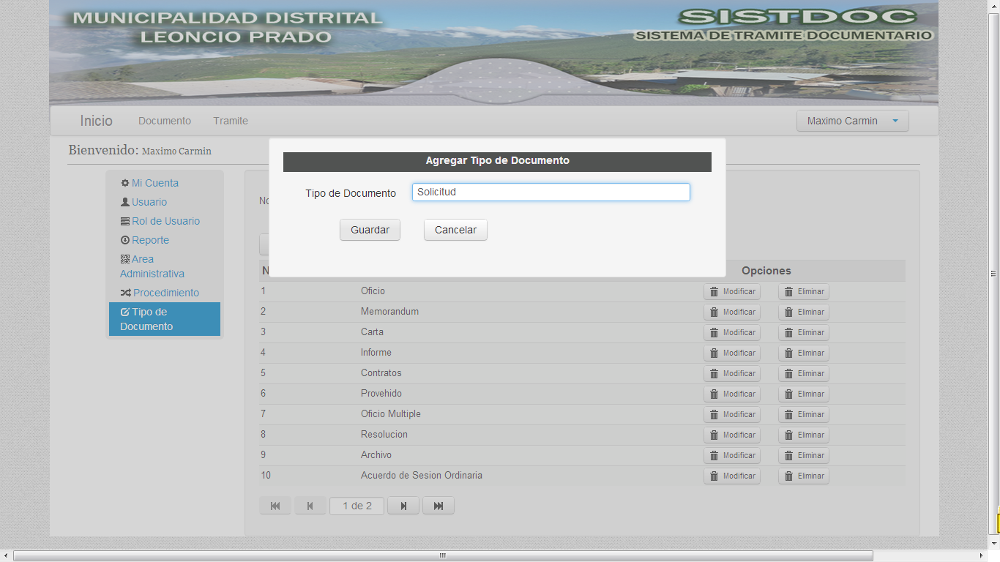 MUNICIPALIDAD DISTRITAL
LEONCIO PRADO
SISTDOC
SISTEMA DE TRAMITE DOCUMENTARIO
Inicio Documento Tramite Maximo Carmin
Bienvenido: Maximo Carmin
Mi Cuenta
Usuario
Rol de Usuario
Reporte
Area
Administrativa
Procedimiento
Tipo de
Documento
Agregar Tipo de Documento
Tipo de Documento Solicitud
Guardar Cancelar
Opciones
1 Oficio Modificar Eliminar
2 Memorandum Modificar Eliminar
3 Carta Modificar Eliminar
4 Informe Modificar Eliminar
5 Contratos Modificar Eliminar
6 Provehido Modificar Eliminar
7 Oficio Multiple Modificar Eliminar
8 Resolucion Modificar Eliminar
9 Archivo Modificar Eliminar
10 Acuerdo de Sesion Ordinaria Modificar Eliminar
1 de 2